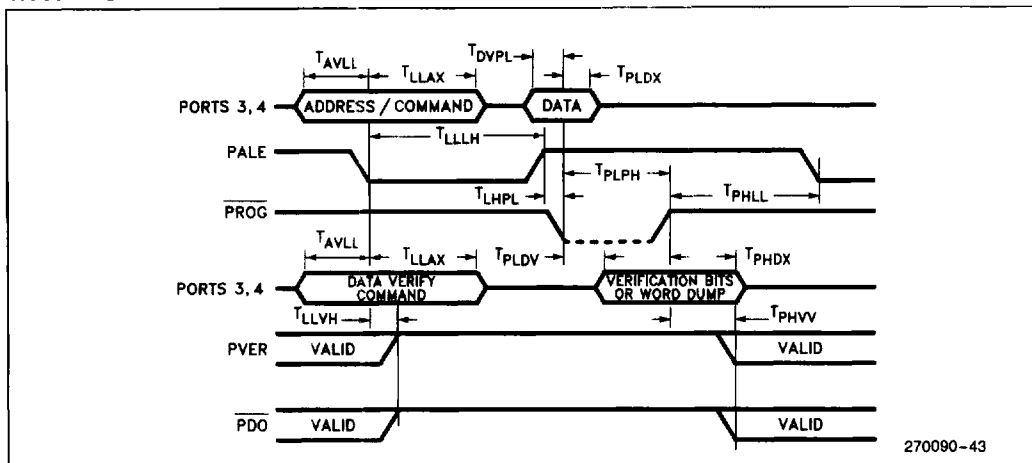 T_DVPL
T_AVLL T_LLAX T_PLDX
PORTS 3, 4 ADDRESS / COMMAND DATA
T_LLLH
PALE T_PLPH
T_LHPL T_PHLL
PROG
T_AVLL T_LLAX T_PLDV T_PHDX
PORTS 3, 4 DATA VERIFY COMMAND VERIFICATION BITS OR WORD DUMP
T_LLVH T_PHVV
PVER VALID VALID
PDO VALID VALID
270090-43